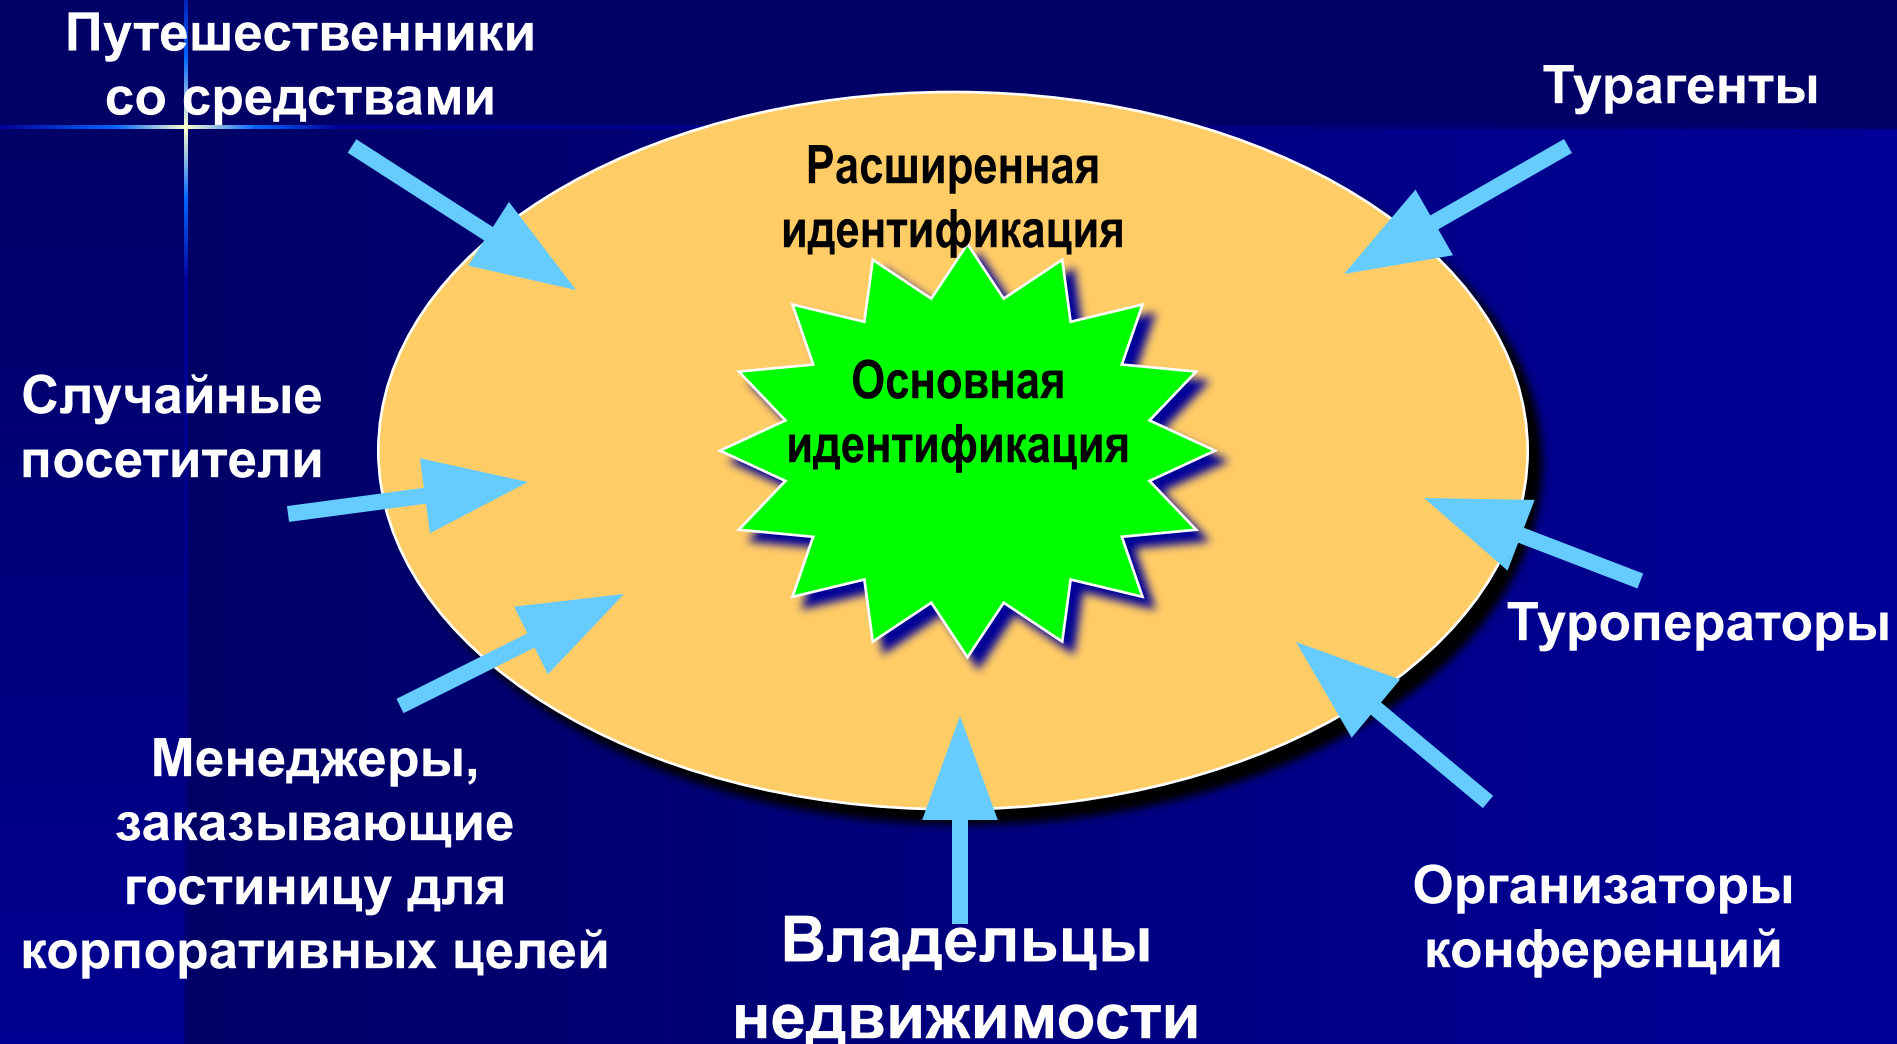 Путешественники
со средствами
Турагенты
Расширенная
идентификация
Основная
идентификация
Случайные
посетители
Туроператоры
Менеджеры,
заказывающие
гостиницу для
корпоративных целей
Владельцы
недвижимости
Организаторы
конференций